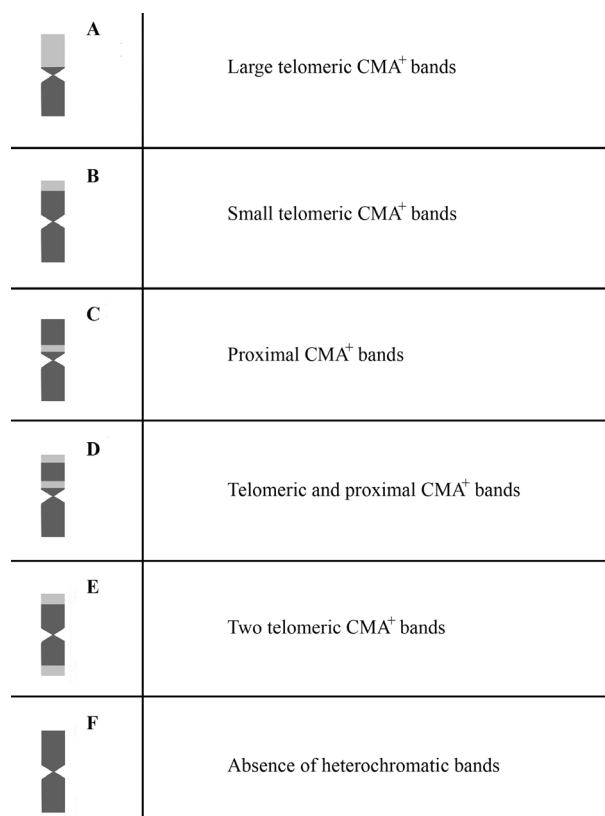 A
Large telomeric CMA+ bands
B
Small telomeric CMA+ bands
C
Proximal CMA+ bands
D
Telomeric and proximal CMA+ bands
E
Two telomeric CMA+ bands
F
Absence of heterochromatic bands